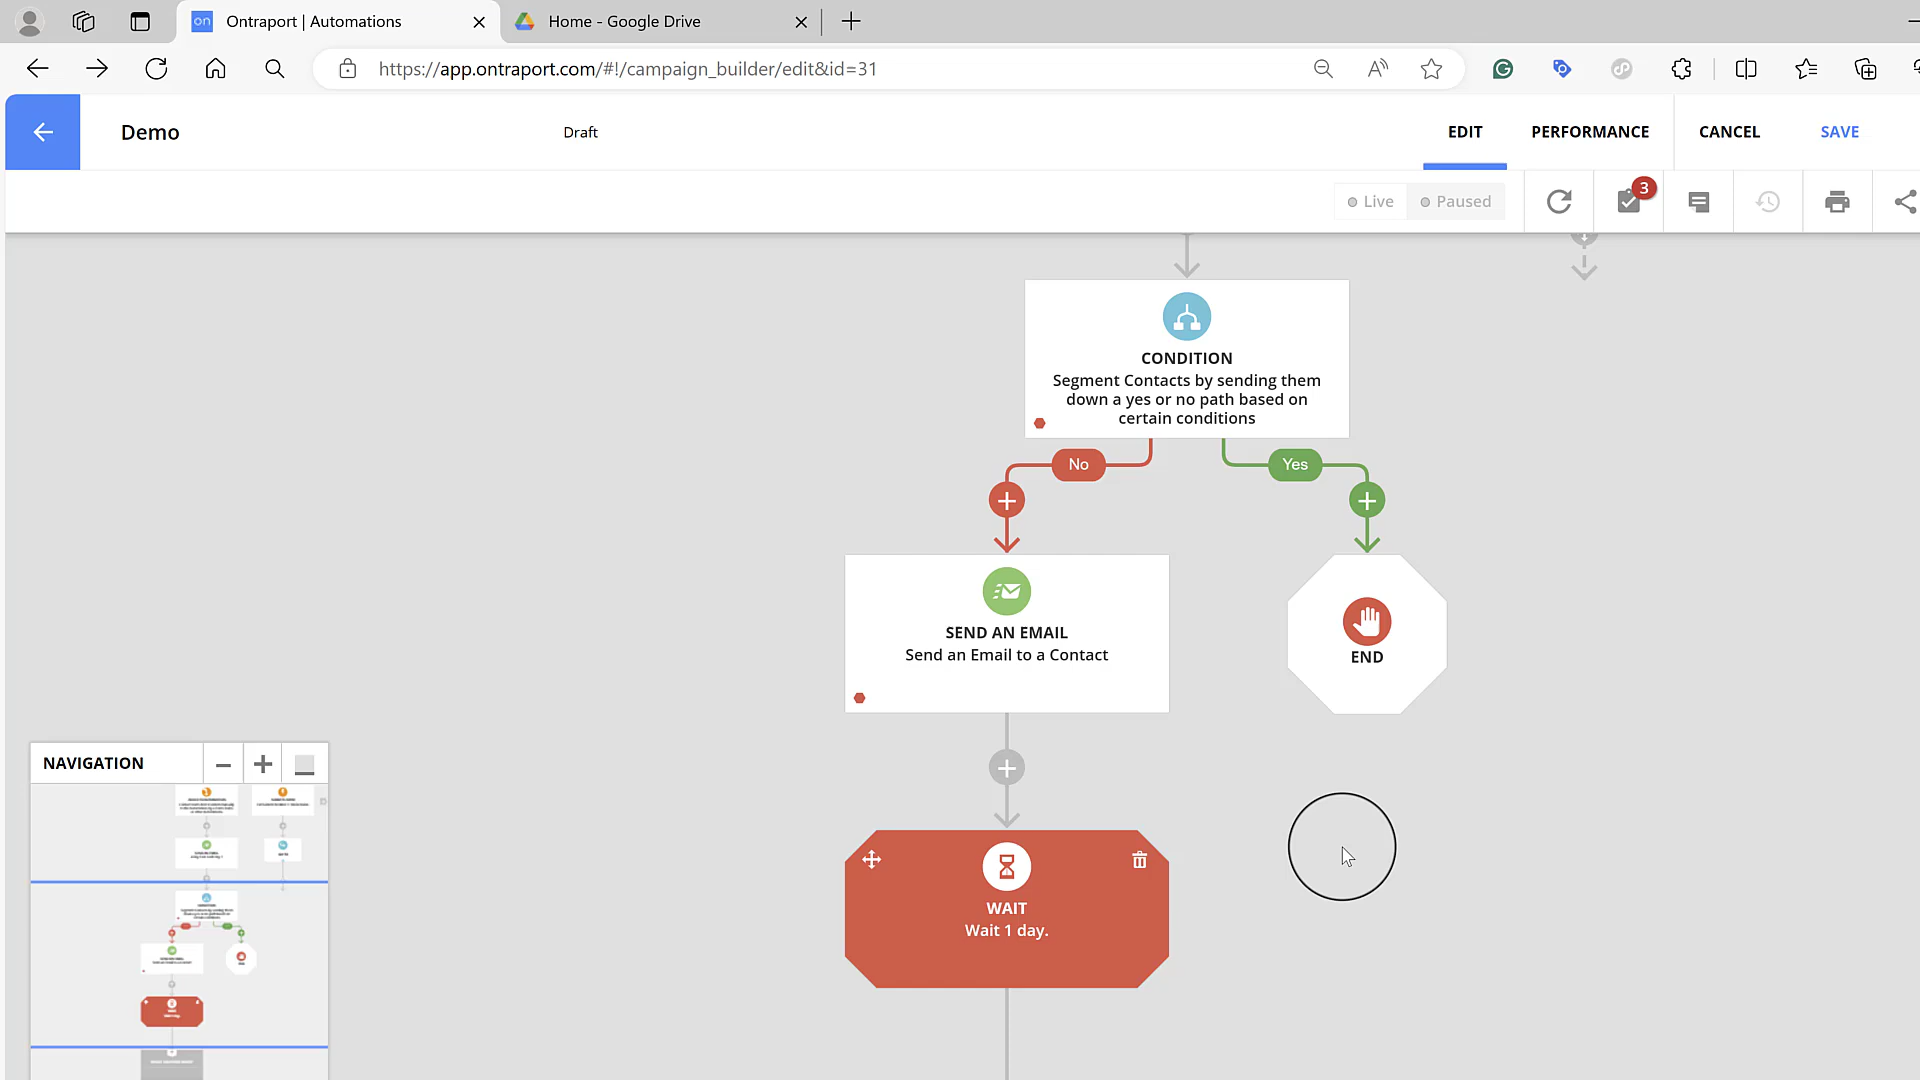 Ontraport | Automations
Home - Google Drive
https://app.ontraport.com/#!/campaign_builder/edit&id=31
Demo
Draft
EDIT
PERFORMANCE
CANCEL
SAVE
Live
Paused
3
CONDITION
Segment Contacts by sending them
down a yes or no path based on
certain conditions
No
Yes
SEND AN EMAIL
Send an Email to a Contact
END
WAIT
Wait 1 day.
NAVIGATION